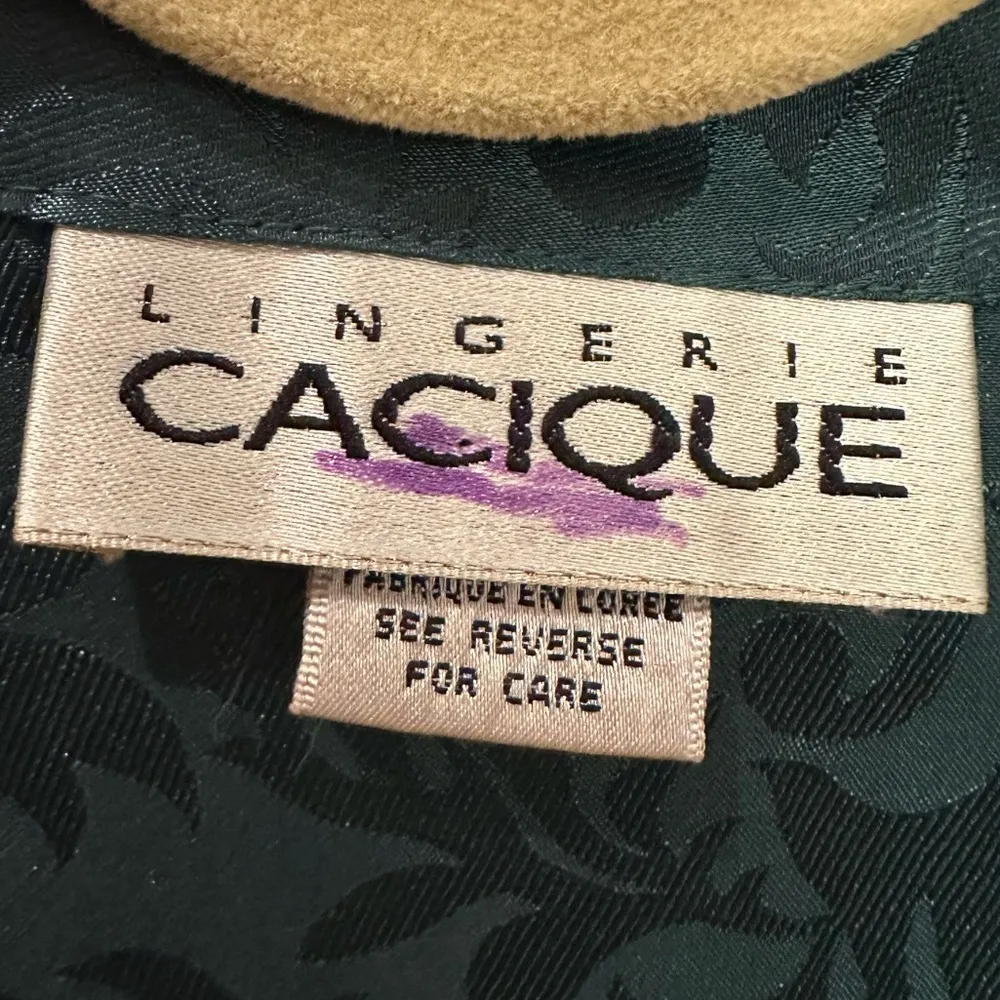 LINGERIE
CACIQUE
FABRIQUE EN COREE
SEE REVERSE
FOR CARE